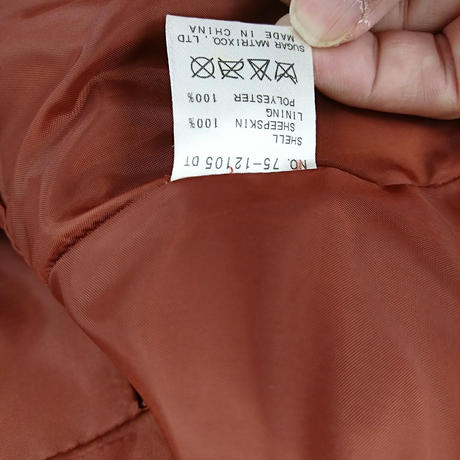 NO. 75-12105 DT
SHELL
SHEEPSKIN 100%
LINING
POLYESTER 100%
SUGAR MATRIXCO., LTD
MADE IN CHINA